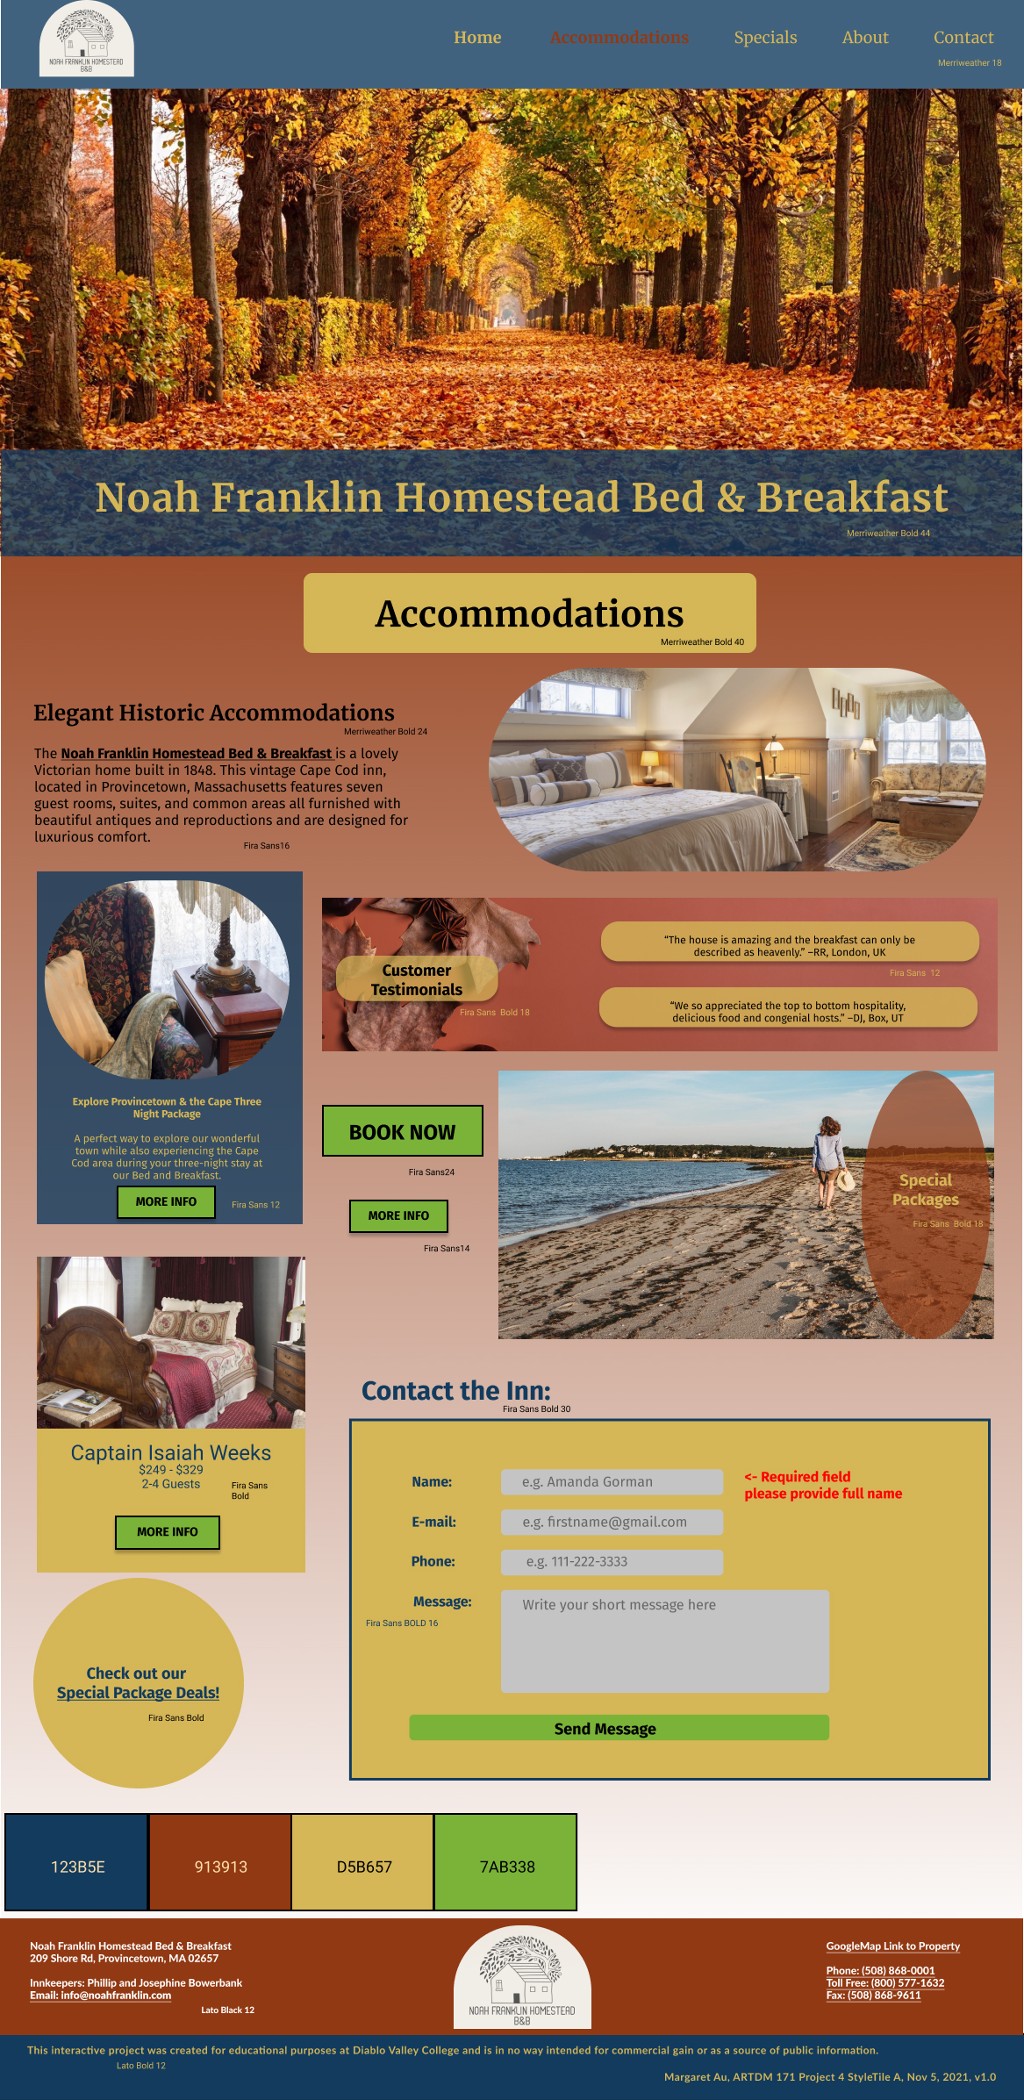 NOAH FRANKLIN HOMESTEAD
B&B
Home Accommodations Specials About Contact
Merriweather 18
Noah Franklin Homestead Bed & Breakfast
Merriweather Bold 44
Accommodations
Merriweather Bold 40
Elegant Historic Accommodations
Merriweather Bold 24
The Noah Franklin Homestead Bed & Breakfast is a lovely
Victorian home built in 1848. This vintage Cape Cod inn,
located in Provincetown, Massachusetts features seven
guest rooms, suites, and common areas all furnished with
beautiful antiques and reproductions and are designed for
luxurious comfort.
Fira Sans16
Customer
Testimonials
Fira Sans Bold 18
“The house is amazing and the breakfast can only be
described as heavenly.” –RR, London, UK
Fira Sans 12
“We so appreciated the top to bottom hospitality,
delicious food and congenial hosts.” –DJ, Box, UT
Explore Provincetown & the Cape Three
Night Package
A perfect way to explore our wonderful
town while also experiencing the Cape
Cod area during your three-night stay at
our Bed and Breakfast.
MORE INFO
Fira Sans 12
BOOK NOW
Fira Sans24
MORE INFO
Fira Sans14
Special
Packages
Fira Sans Bold 18
Captain Isaiah Weeks
$249 - $329
2-4 Guests
Fira Sans
Bold
MORE INFO
Check out our
Special Package Deals!
Fira Sans Bold
Contact the Inn:
Fira Sans Bold 30
Name: e.g. Amanda Gorman
<- Required field
please provide full name
E-mail: e.g. firstname@gmail.com
Phone: e.g. 111-222-3333
Message: Write your short message here
Fira Sans BOLD 16
Send Message
123B5E 913913 D5B657 7AB338
Noah Franklin Homestead Bed & Breakfast
209 Shore Rd, Provincetown, MA 02657
Innkeepers: Phillip and Josephine Bowerbank
Email: info@noahfranklin.com
Lato Black 12
NOAH FRANKLIN HOMESTEAD
B&B
GoogleMap Link to Property
Phone: (508) 868-0001
Toll Free: (800) 577-1632
Fax: (508) 868-9611
This interactive project was created for educational purposes at Diablo Valley College and is in no way intended for commercial gain or as a source of public information.
Lato Bold 12
Margaret Au, ARTDM 171 Project 4 StyleTile A, Nov 5, 2021, v1.0